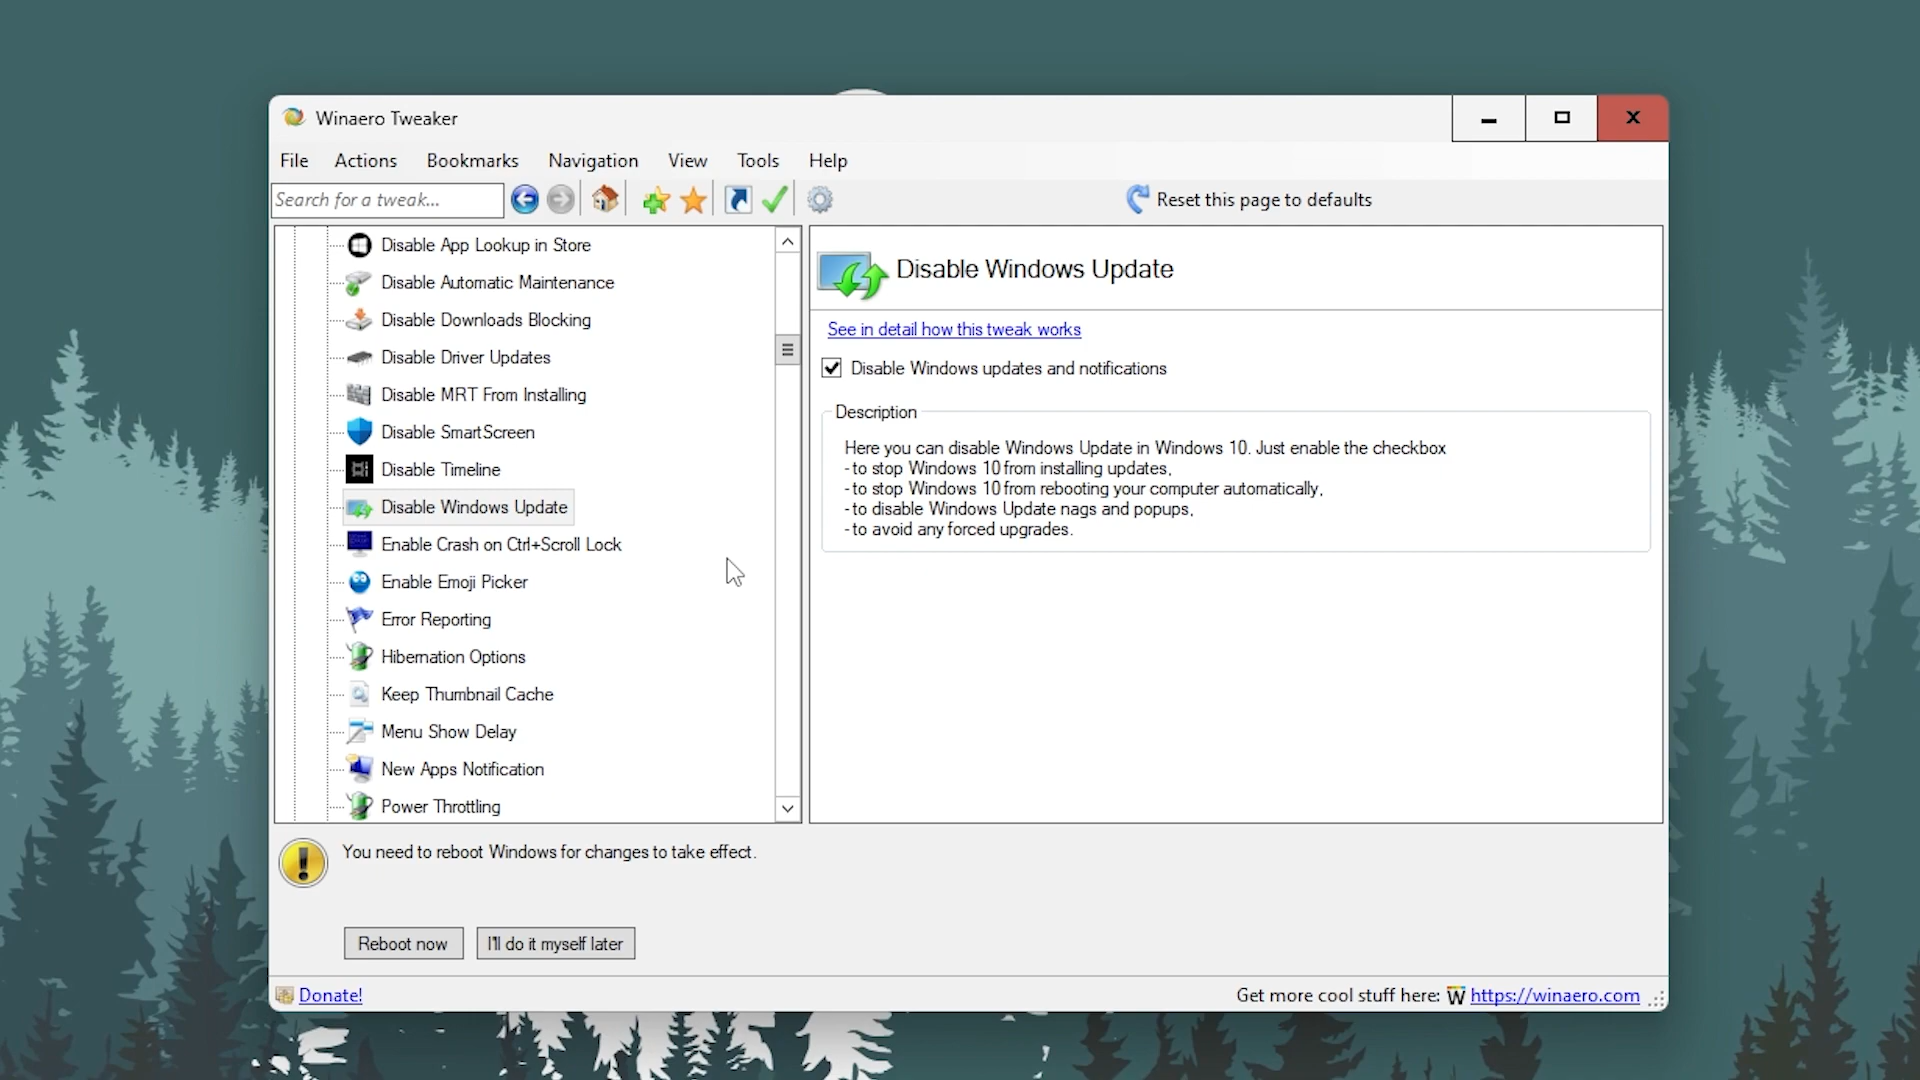 Winaero Tweaker
File Actions Bookmarks Navigation View Tools Help
Search for a tweak...
Reset this page to defaults
Disable App Lookup in Store
Disable Automatic Maintenance
Disable Downloads Blocking
Disable Driver Updates
Disable MRT From Installing
Disable SmartScreen
Disable Timeline
Disable Windows Update
Enable Crash on Ctrl+Scroll Lock
Enable Emoji Picker
Error Reporting
Hibernation Options
Keep Thumbnail Cache
Menu Show Delay
New Apps Notification
Power Throttling
Disable Windows Update
See in detail how this tweak works
Disable Windows updates and notifications
Description
Here you can disable Windows Update in Windows 10. Just enable the checkbox
- to stop Windows 10 from installing updates,
- to stop Windows 10 from rebooting your computer automatically,
- to disable Windows Update nags and popups,
- to avoid any forced upgrades.
You need to reboot Windows for changes to take effect.
Reboot now
I'll do it myself later
Donate!
Get more cool stuff here: W https://winaero.com